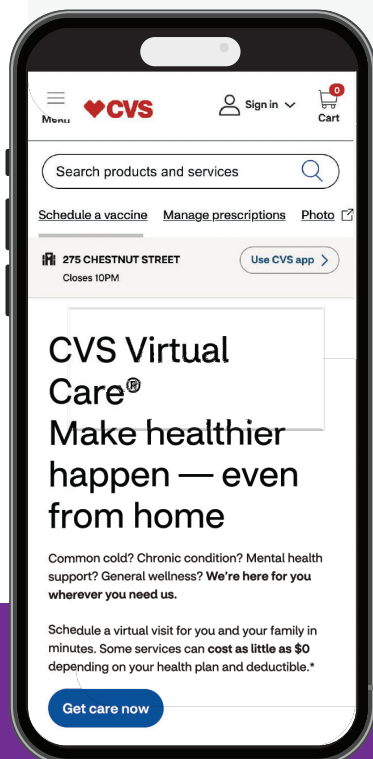 0
Menu
CVS
Sign in
Cart
Search products and services
Schedule a vaccine Manage prescriptions Photo
275 CHESTNUT STREET
Use CVS app
Closes 10PM
CVS Virtual
Care®
Make healthier
happen — even
from home
Common cold? Chronic condition? Mental health
support? General wellness? We're here for you
wherever you need us.
Schedule a virtual visit for you and your family in
minutes. Some services can cost as little as $0
depending on your health plan and deductible.*
Get care now